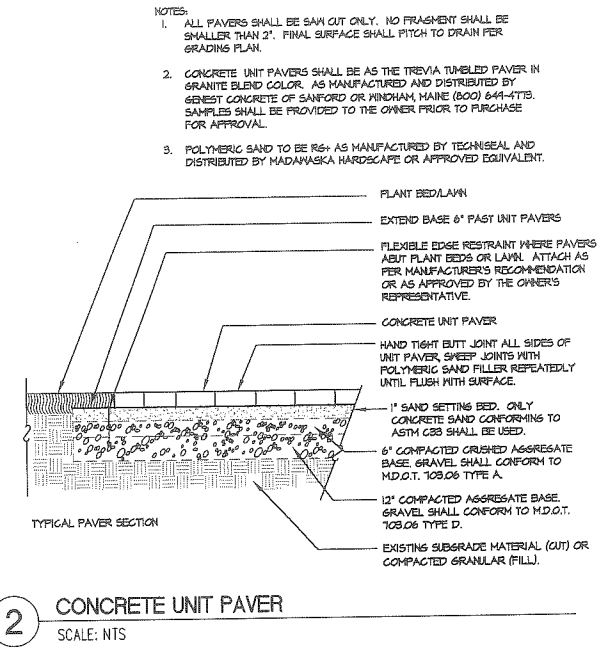 NOTES:
1. ALL PAVERS SHALL BE SAW CUT ONLY. NO FRAGMENT SHALL BE
SMALLER THAN 2". FINAL SURFACE SHALL PITCH TO DRAIN PER
GRADING PLAN.
2. CONCRETE UNIT PAVERS SHALL BE AS THE TREVIA TUMBLED PAVER IN
GRANITE BLEND COLOR. AS MANUFACTURED AND DISTRIBUTED BY
GENEST CONCRETE OF SANFORD OR WINDHAM, MAINE (800) 649-4773.
SAMPLES SHALL BE PROVIDED TO THE OWNER PRIOR TO PURCHASE
FOR APPROVAL.
3. POLYMERIC SAND TO BE RG+ AS MANUFACTURED BY TECHNISEAL AND
DISTRIBUTED BY MADAWASKA HARDSCAPE OR APPROVED EQUIVALENT.
PLANT BED/LAWN
EXTEND BASE 6" PAST UNIT PAVERS
FLEXIBLE EDGE RESTRAINT WHERE PAVERS
ABUT PLANT BEDS OR LAWN. ATTACH AS
PER MANUFACTURER'S RECOMMENDATION
OR AS APPROVED BY THE OWNER'S
REPRESENTATIVE.
CONCRETE UNIT PAVER
HAND TIGHT BUTT JOINT ALL SIDES OF
UNIT PAVER, SWEEP JOINTS WITH
POLYMERIC SAND FILLER REPEATEDLY
UNTIL FLUSH WITH SURFACE.
1" SAND SETTING BED. ONLY
CONCRETE SAND CONFORMING TO
ASTM C33 SHALL BE USED.
6" COMPACTED CRUSHED AGGREGATE
BASE. GRAVEL SHALL CONFORM TO
M.D.O.T. 703.06 TYPE A.
12" COMPACTED AGGREGATE BASE.
GRAVEL SHALL CONFORM TO M.D.O.T.
703.06 TYPE D.
EXISTING SUBGRADE MATERIAL (CUT) OR
COMPACTED GRANULAR (FILL).
TYPICAL PAVER SECTION
2 CONCRETE UNIT PAVER
SCALE: NTS